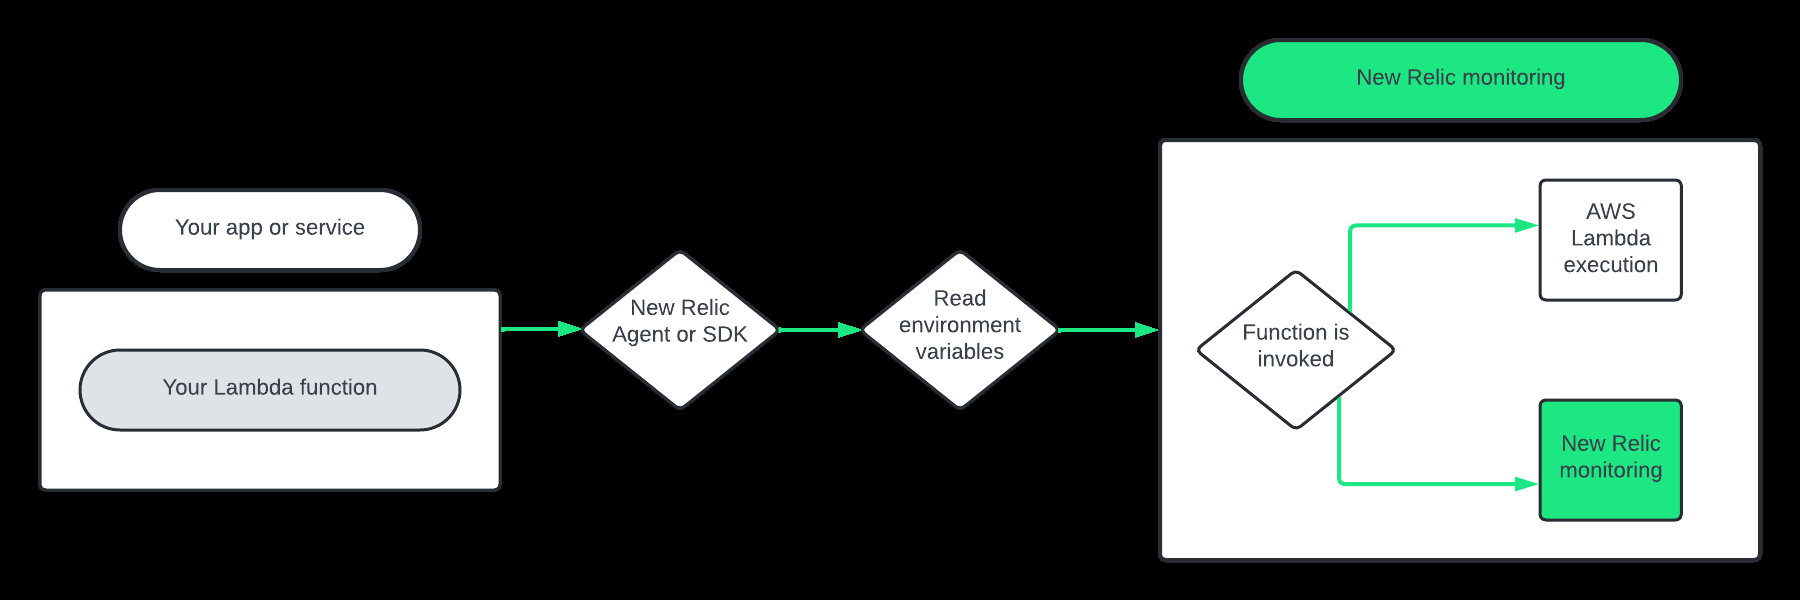 Your app or service
Your Lambda function
New Relic
Agent or SDK
Read
environment
variables
New Relic monitoring
Function is
invoked
AWS
Lambda
execution
New Relic
monitoring